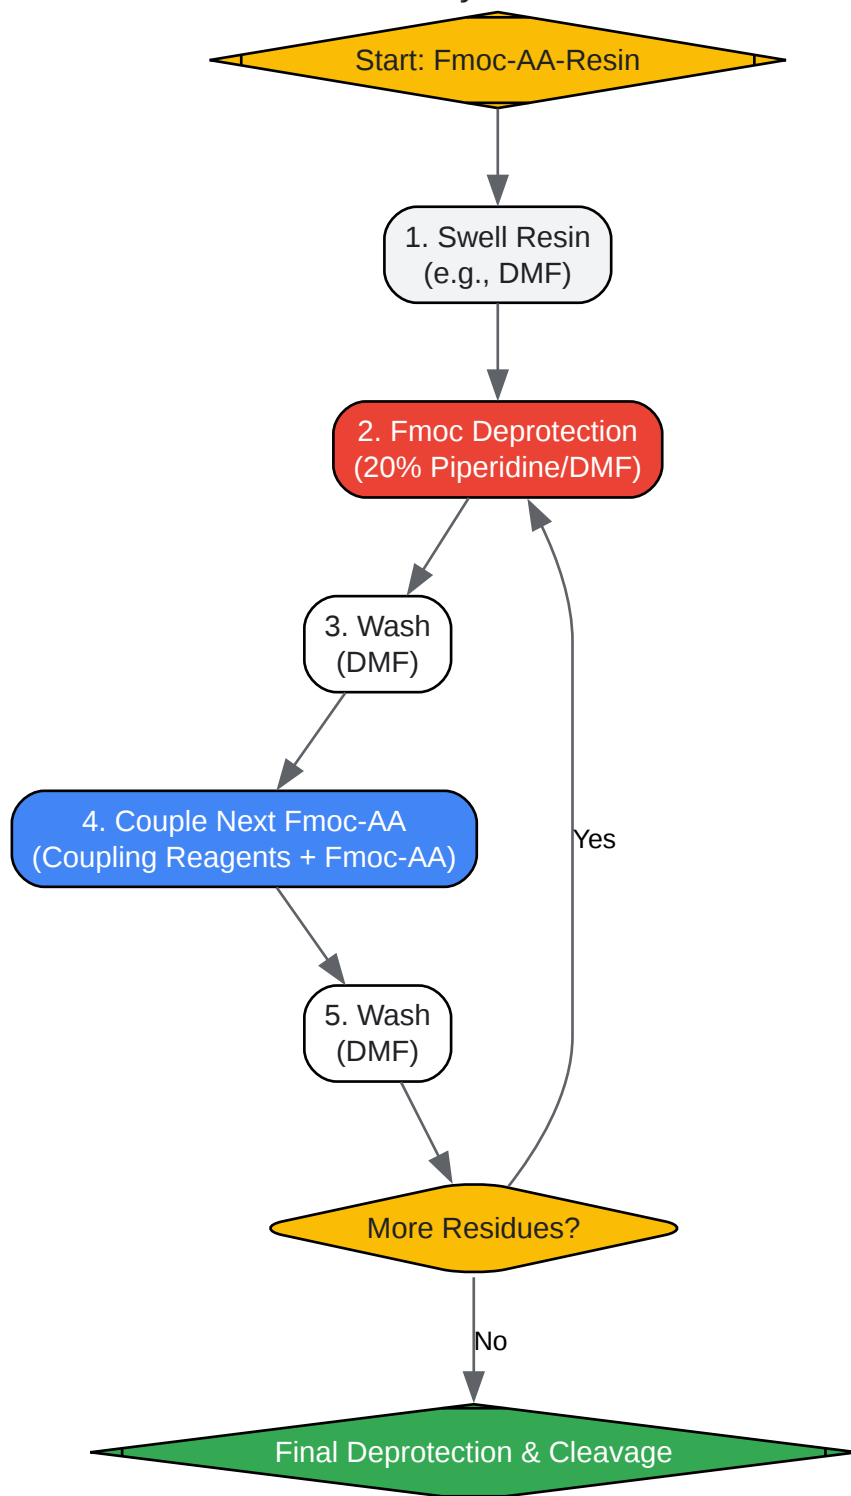 Start: Fmoc-AA-Resin
1. Swell Resin
(e.g., DMF)
2. Fmoc Deprotection
(20% Piperidine/DMF)
3. Wash
(DMF)
4. Couple Next Fmoc-AA
(Coupling Reagents + Fmoc-AA)
Yes
5. Wash
(DMF)
More Residues?
No
Final Deprotection & Cleavage